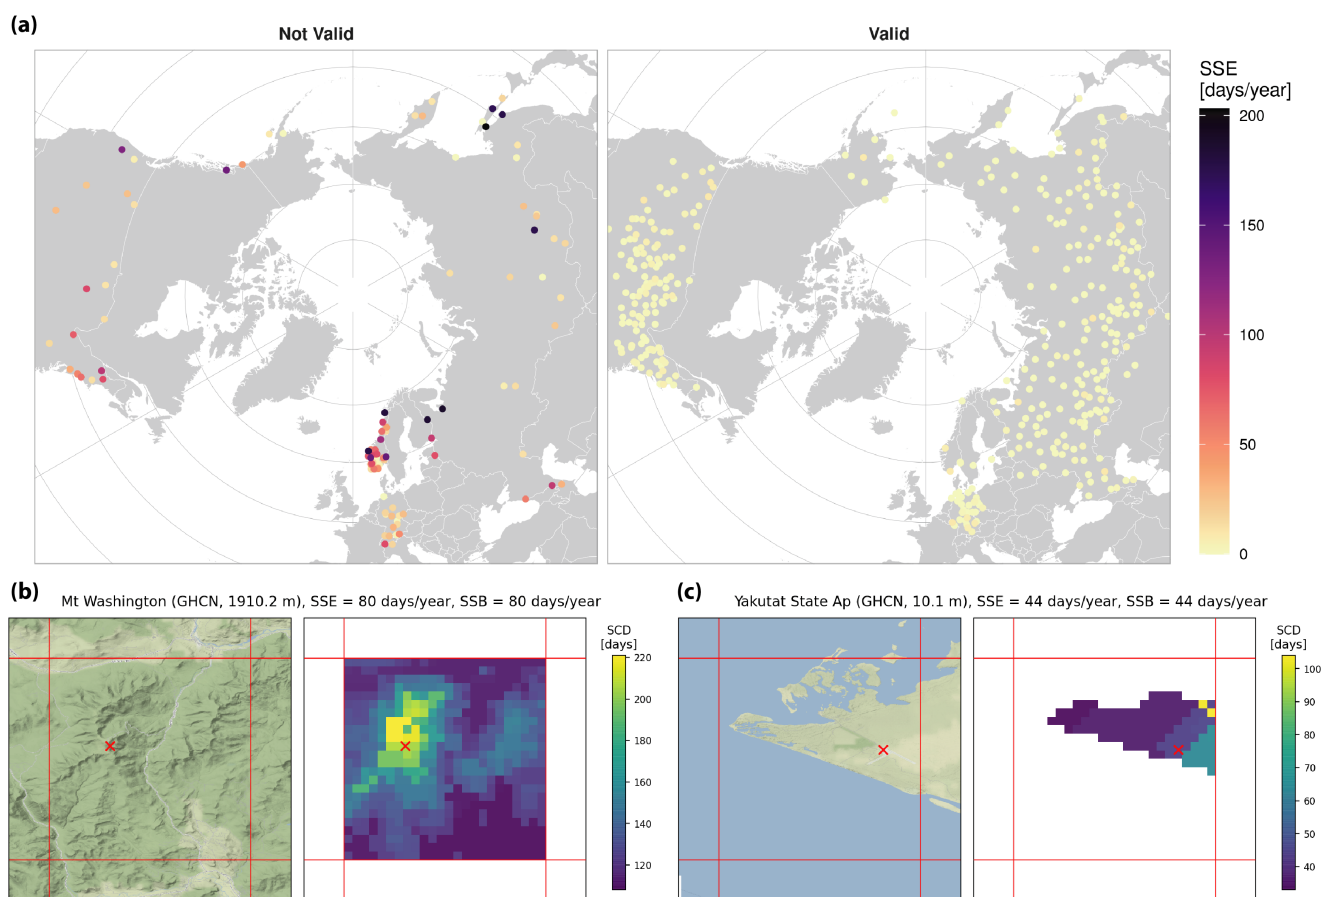 (a)
Not Valid
Valid
SSE
[days/year]
200
150
100
50
0
(b)
Mt Washington (GHCN, 1910.2 m), SSE = 80 days/year, SSB = 80 days/year
SCD
[days]
220
200
180
160
140
120
(c)
Yakutat State Ap (GHCN, 10.1 m), SSE = 44 days/year, SSB = 44 days/year
SCD
[days]
100
90
80
70
60
50
40